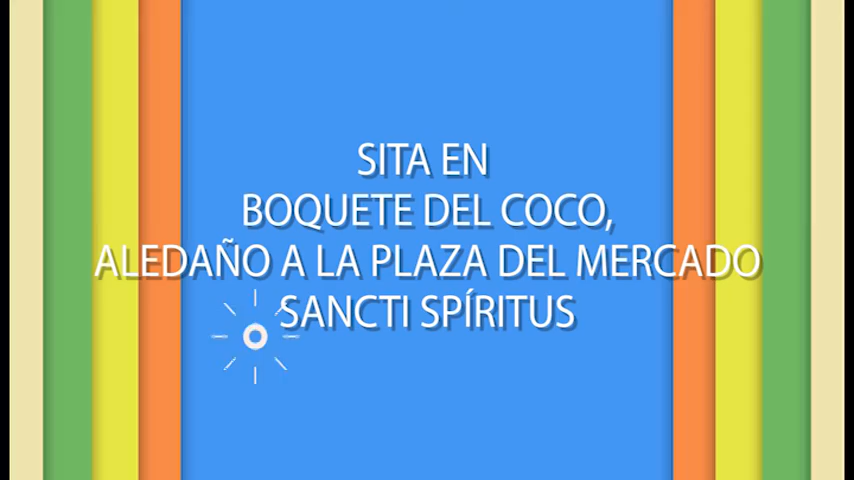 SITA EN
BOQUETE DEL COCO,
ALEDAÑO A LA PLAZA DEL MERCADO
SANCTI SPÍRITUS